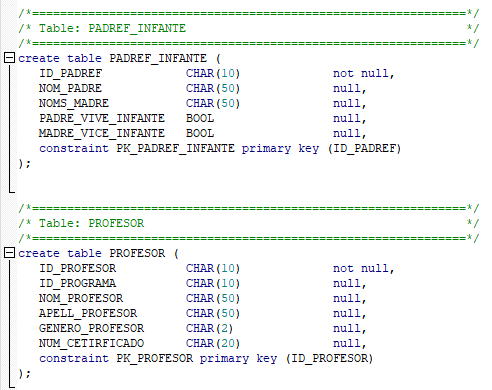 /*==============================================================*/
/* Table: PADREF_INFANTE                                        */
/*==============================================================*/
create table PADREF_INFANTE (
   ID_PADREF            CHAR(10)             not null,
   NOM_PADRE            CHAR(50)             null,
   NOMS_MADRE           CHAR(50)             null,
   PADRE_VIVE_INFANTE   BOOL                 null,
   MADRE_VICE_INFANTE   BOOL                 null,
   constraint PK_PADREF_INFANTE primary key (ID_PADREF)
);
/*==============================================================*/
/* Table: PROFESOR                                              */
/*==============================================================*/
create table PROFESOR (
   ID_PROFESOR          CHAR(10)             not null,
   ID_PROGRAMA          CHAR(10)             null,
   NOM_PROFESOR         CHAR(50)             null,
   APELL_PROFESOR       CHAR(50)             null,
   GENERO_PROFESOR      CHAR(2)              null,
   NUM_CETIRFICADO      CHAR(20)             null,
   constraint PK_PROFESOR primary key (ID_PROFESOR)
);